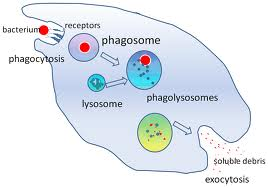 receptors
bacterium
phagosome
phagocytosis
lysosome
phagolysosomes
soluble debris
exocytosis